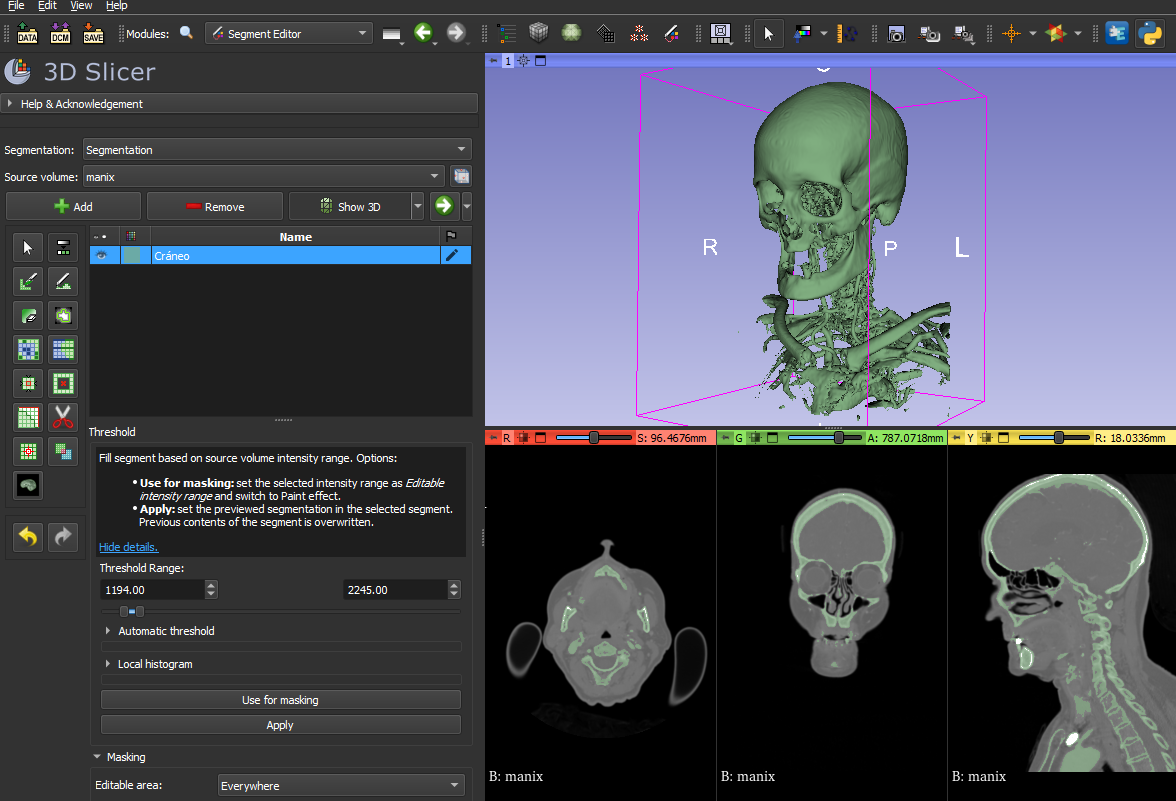 File Edit View Help
DATA DCM SAVE Modules: Segment Editor
3D Slicer
1
Help & Acknowledgement
Segmentation: Segmentation
Source volume: manix
Add Remove Show 3D
Name
Cráneo
R P L
Threshold
R S: 96.4676mm G A: 787.0718mm Y R: 18.0336mm
Fill segment based on source volume intensity range. Options:
• Use for masking: set the selected intensity range as Editable
intensity range and switch to Paint effect.
• Apply: set the previewed segmentation in the selected segment.
Previous contents of the segment is overwritten.
Hide details.
Threshold Range:
1194.00 2245.00
Automatic threshold
Local histogram
Use for masking
Apply
Masking
Editable area: Everywhere
B: manix B: manix B: manix